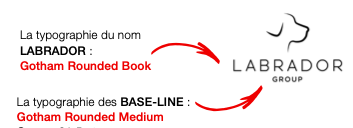 La typographie du nom
LABRADOR :
Gotham Rounded Book
LABRADOR
GROUP
La typographie des BASE-LINE :
Gotham Rounded Medium